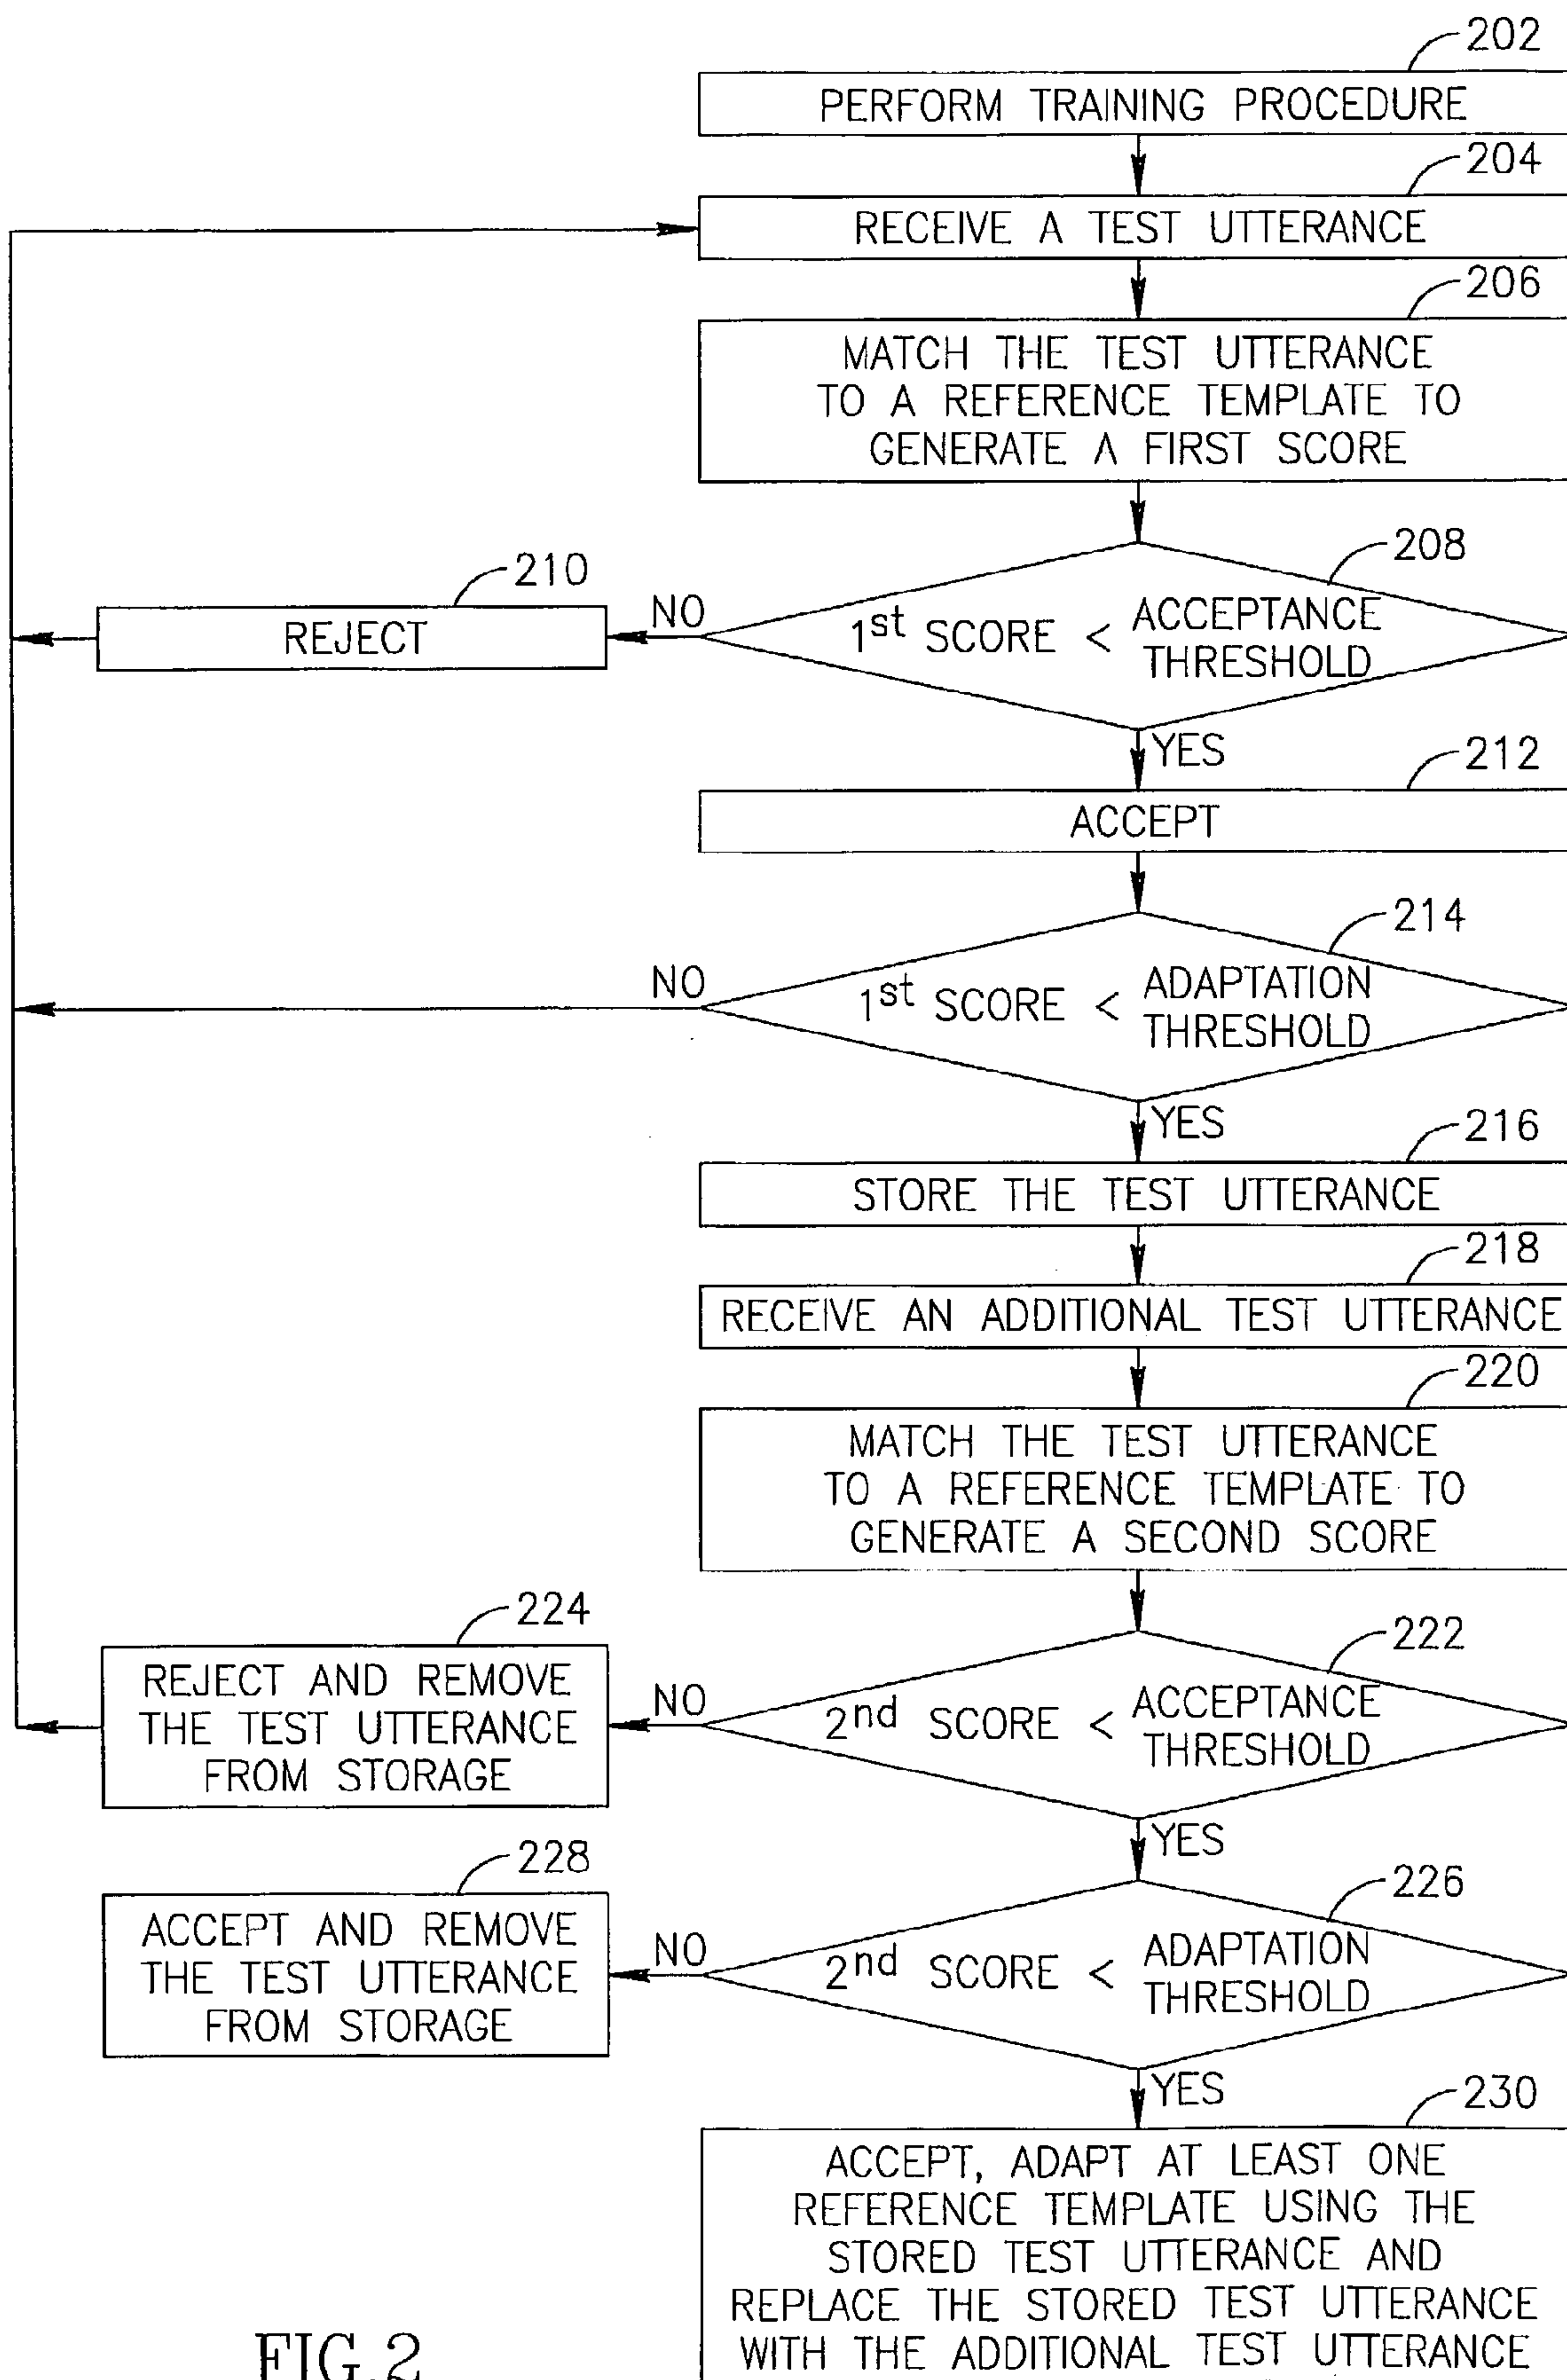 202
PERFORM TRAINING PROCEDURE
204
RECEIVE A TEST UTTERANCE
206
MATCH THE TEST UTTERANCE
TO A REFERENCE TEMPLATE TO
GENERATE A FIRST SCORE
208
1st SCORE < ACCEPTANCE
THRESHOLD
NO
210
REJECT
YES
212
ACCEPT
214
1st SCORE < ADAPTATION
THRESHOLD
NO
YES
216
STORE THE TEST UTTERANCE
218
RECEIVE AN ADDITIONAL TEST UTTERANCE
220
MATCH THE TEST UTTERANCE
TO A REFERENCE TEMPLATE TO
GENERATE A SECOND SCORE
222
2nd SCORE < ACCEPTANCE
THRESHOLD
NO
224
REJECT AND REMOVE
THE TEST UTTERANCE
FROM STORAGE
YES
226
2nd SCORE < ADAPTATION
THRESHOLD
NO
228
ACCEPT AND REMOVE
THE TEST UTTERANCE
FROM STORAGE
YES
230
ACCEPT, ADAPT AT LEAST ONE
REFERENCE TEMPLATE USING THE
STORED TEST UTTERANCE AND
REPLACE THE STORED TEST UTTERANCE
WITH THE ADDITIONAL TEST UTTERANCE
FIG.2